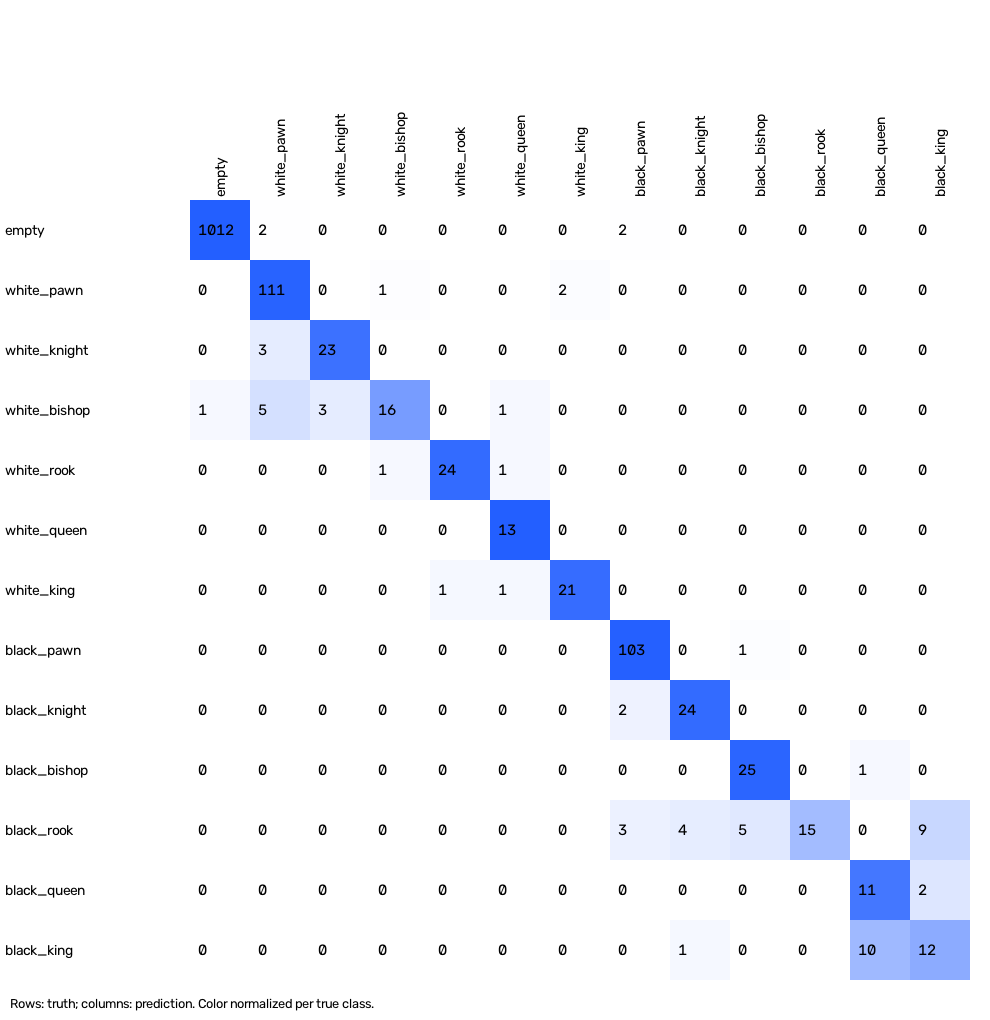 empty white_pawn white_knight white_bishop white_rook white_queen white_king black_pawn black_knight black_bishop black_rook black_queen black_king
empty 1012 2 0 0 0 0 0 2 0 0 0 0 0
white_pawn 0 111 0 1 0 0 2 0 0 0 0 0 0
white_knight 0 3 23 0 0 0 0 0 0 0 0 0 0
white_bishop 1 5 3 16 0 1 0 0 0 0 0 0 0
white_rook 0 0 0 1 24 1 0 0 0 0 0 0 0
white_queen 0 0 0 0 0 13 0 0 0 0 0 0 0
white_king 0 0 0 0 1 1 21 0 0 0 0 0 0
black_pawn 0 0 0 0 0 0 0 103 0 1 0 0 0
black_knight 0 0 0 0 0 0 0 2 24 0 0 0 0
black_bishop 0 0 0 0 0 0 0 0 0 25 0 1 0
black_rook 0 0 0 0 0 0 0 3 4 5 15 0 9
black_queen 0 0 0 0 0 0 0 0 0 0 0 11 2
black_king 0 0 0 0 0 0 0 0 1 0 0 10 12
Rows: truth; columns: prediction. Color normalized per true class.